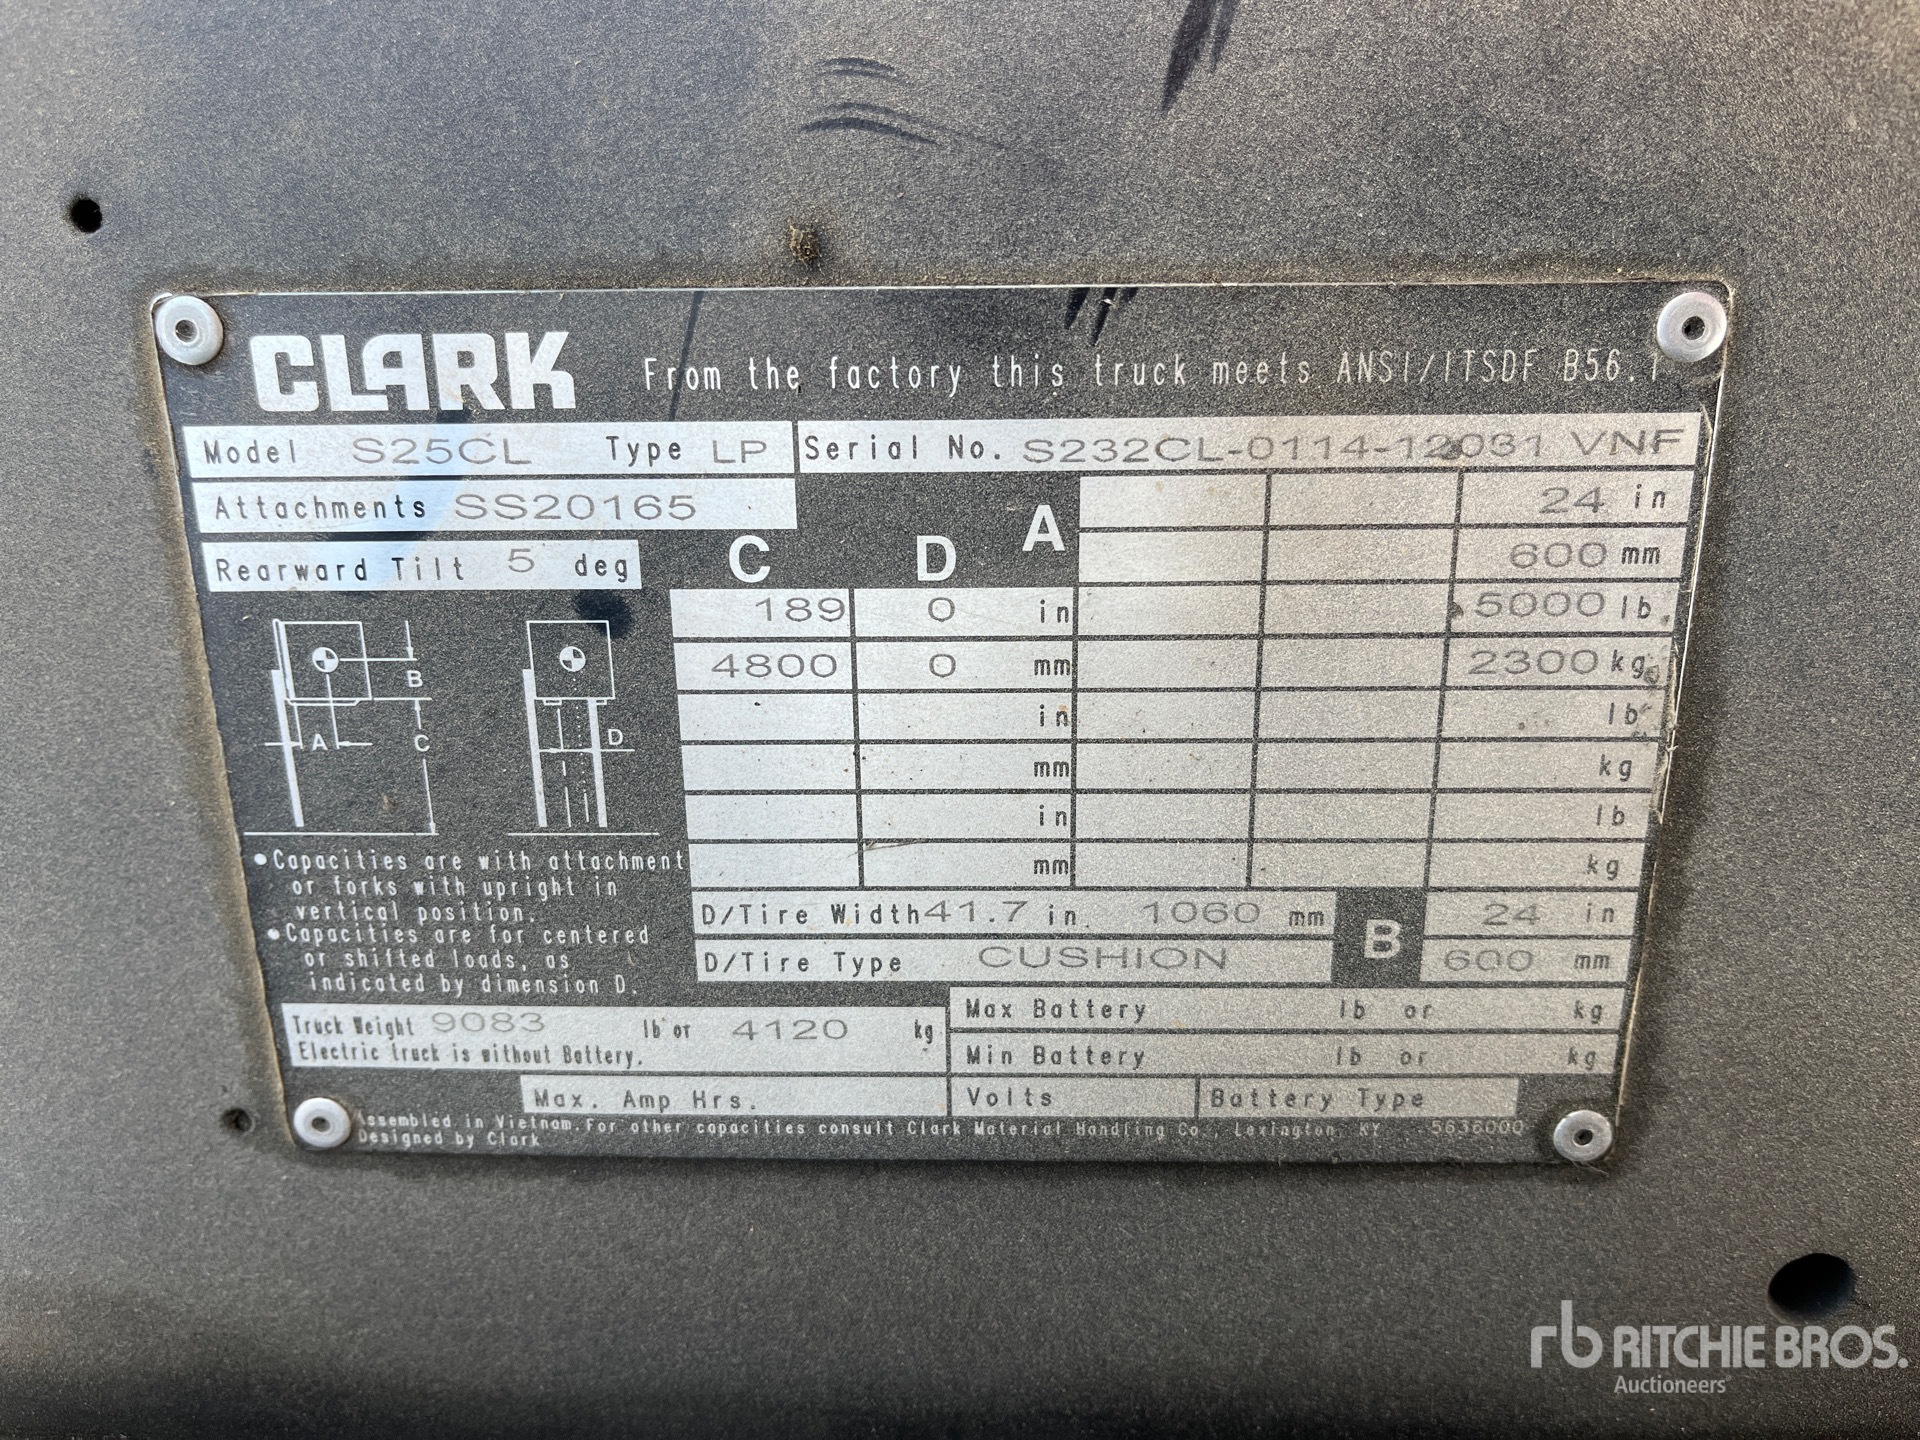 CLARK From the factory this truck meets ANSI/ITSDF B56.1
Model S25CL Type LP Serial No. S232CL-0114-12031 VNF
Attachments SS20165
A 24 in
600 mm
Rearward Tilt 5 deg
C D
189 0 in 5000 lb
4800 0 mm 2300 kg
in lb
mm kg
in lb
mm kg
B
A C
D
•Capacities are with attachment
or forks with upright in
vertical position.
•Capacities are for centered
or shifted loads, as
indicated by dimension D.
D/Tire Width 41.7 in. 1060 mm B 24 in
D/Tire Type CUSHION 600 mm
Truck Weight 9083 lb or 4120 kg
Electric truck is without Battery.
Max Battery lb or kg
Min Battery lb or kg
Max. Amp Hrs. Volts Battery Type
Assembled in Vietnam. For other capacities consult Clark Material Handling Co., Lexington, KY 5636000
Designed by Clark
rb RITCHIE BROS.
Auctioneers